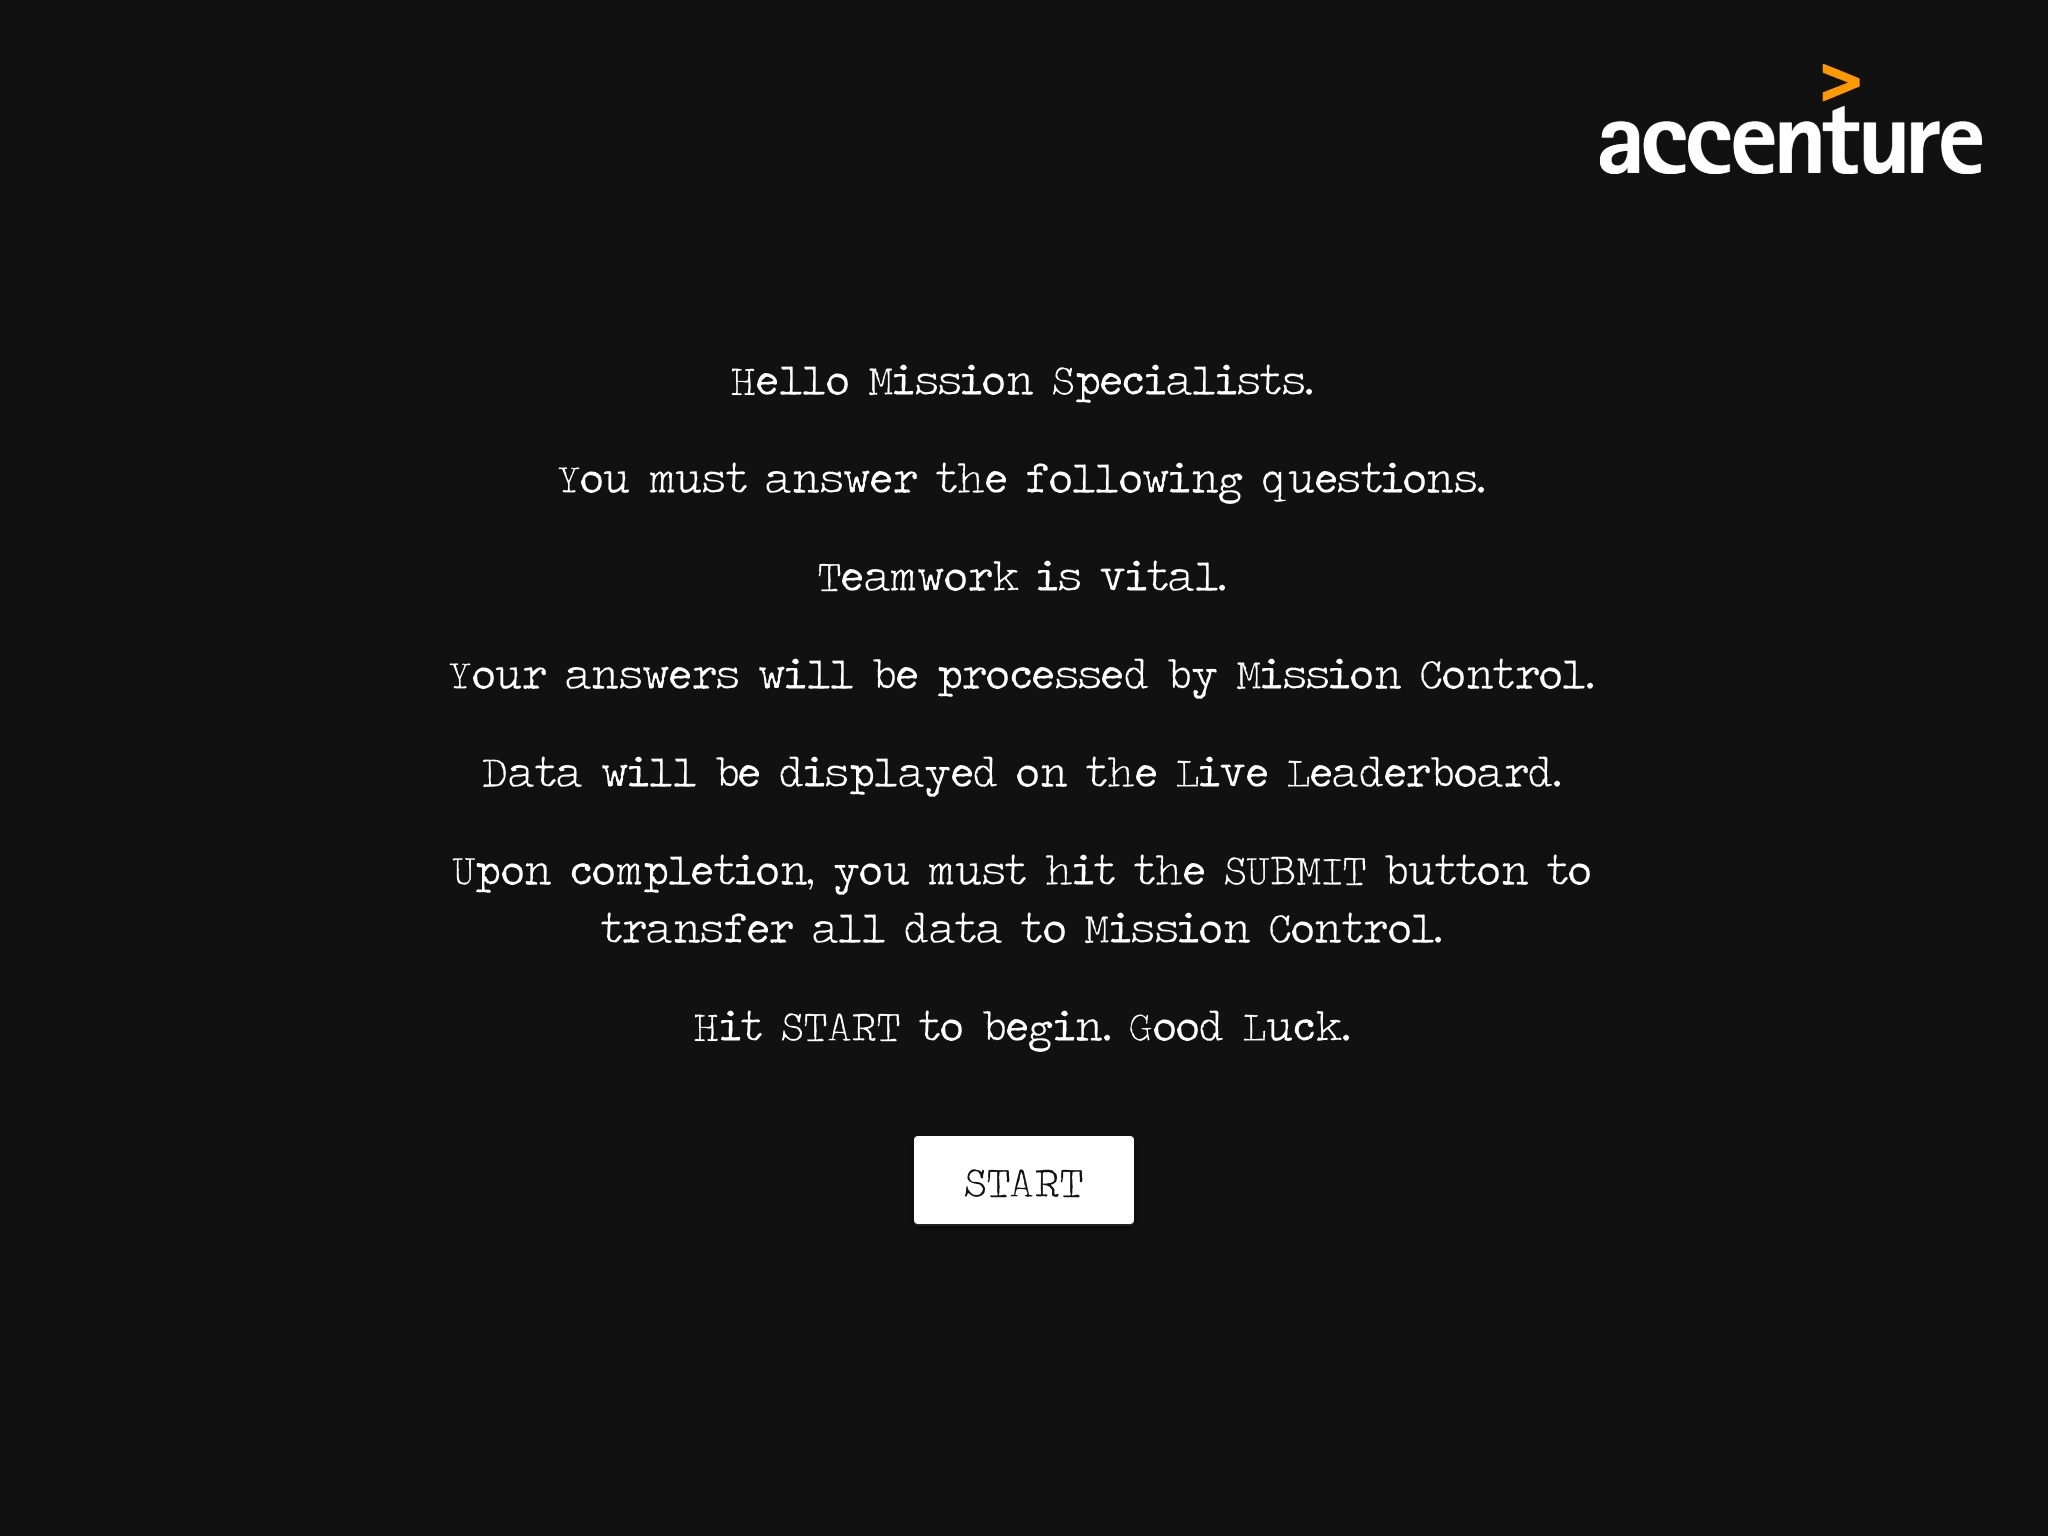 >
accenture
Hello Mission Specialists.
You must answer the following questions.
Teamwork is vital.
Your answers will be processed by Mission Control.
Data will be displayed on the Live Leaderboard.
Upon completion, you must hit the SUBMIT button to
transfer all data to Mission Control.
Hit START to begin. Good Luck.
START